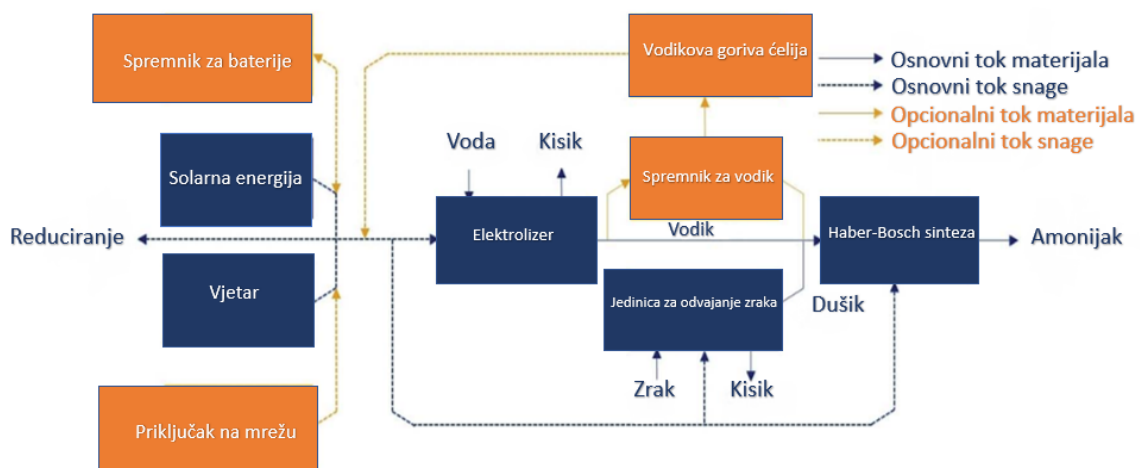 Spremnik za baterije
Vodikova goriva ćelija
Osnovni tok materijala
Osnovni tok snage
Opcionalni tok materijala
Opcionalni tok snage
Solarna energija
Voda
Kisik
Spremnik za vodik
Reduciranje
Elektrolizer
Vodik
Haber-Bosch sinteza
Amonijak
Vjetar
Jedinica za odvajanje zraka
Dušik
Zrak
Kisik
Priključak na mrežu